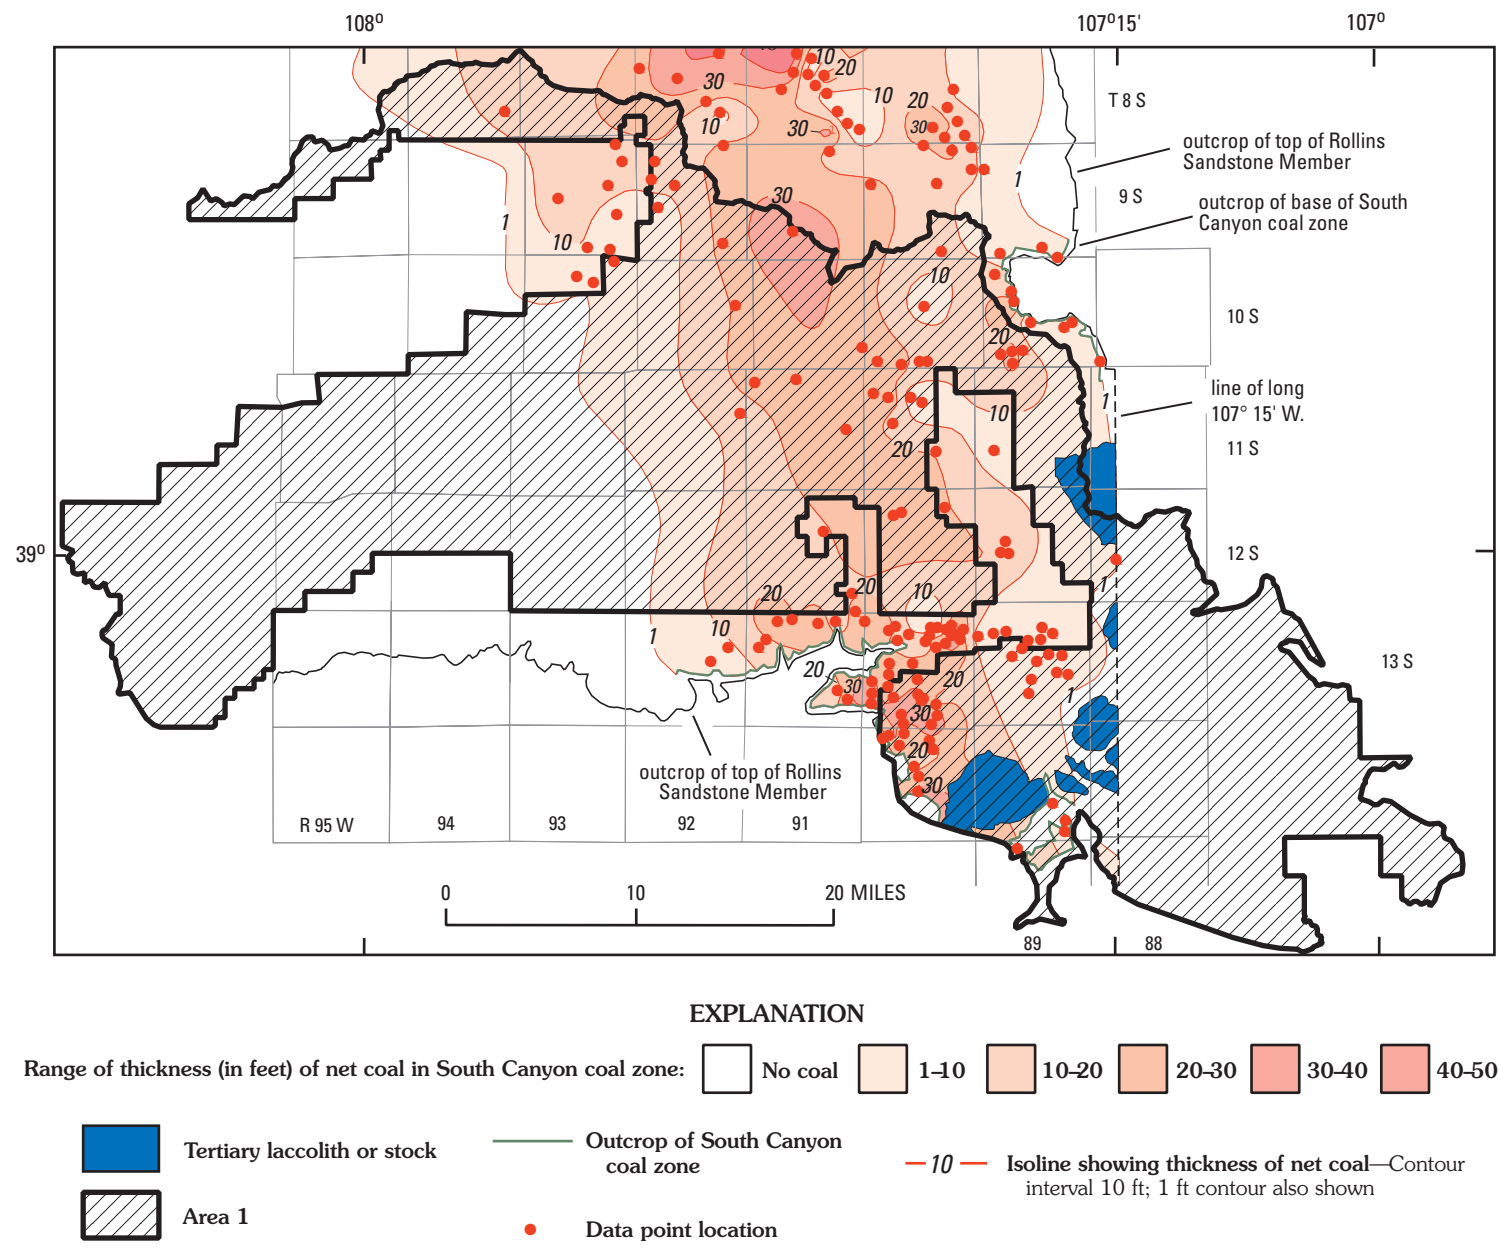 108o
107o15'
107o
10
20
T 8 S
30
10
20
10
30
30
outcrop of top of Rollins
Sandstone Member
1
9 S
30
outcrop of base of South
Canyon coal zone
1
10
10
10 S
20
line of long
107° 15' W.
1
10
20
11 S
39o
12 S
20
20
10
1
1
10
20
30
20
1
13 S
30
20
30
outcrop of top of Rollins
Sandstone Member
R 95 W
94
93
92
91
0
10
20 MILES
89
88
EXPLANATION
Range of thickness (in feet) of net coal in South Canyon coal zone:
No coal
1–10
10–20
20–30
30–40
40–50
Tertiary laccolith or stock
Outcrop of South Canyon
coal zone
10
Isoline showing thickness of net coal—Contour
interval 10 ft; 1 ft contour also shown
Area 1
Data point location